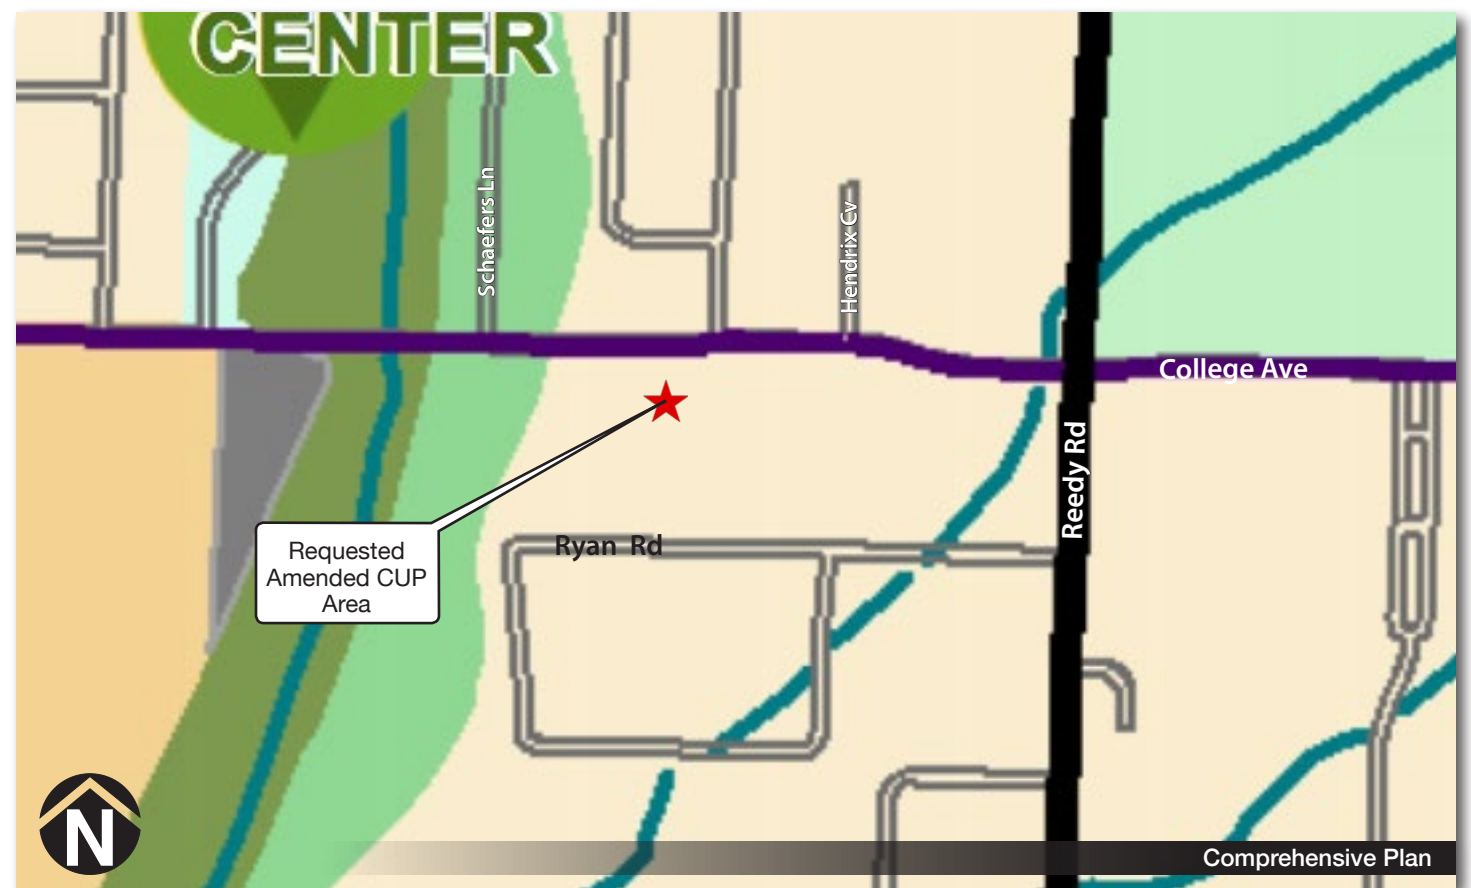 CENTER
Schaefers Ln
Hendrix Cv
College Ave
Reedy Rd
Ryan Rd
Requested
Amended CUP
Area
N
Comprehensive Plan